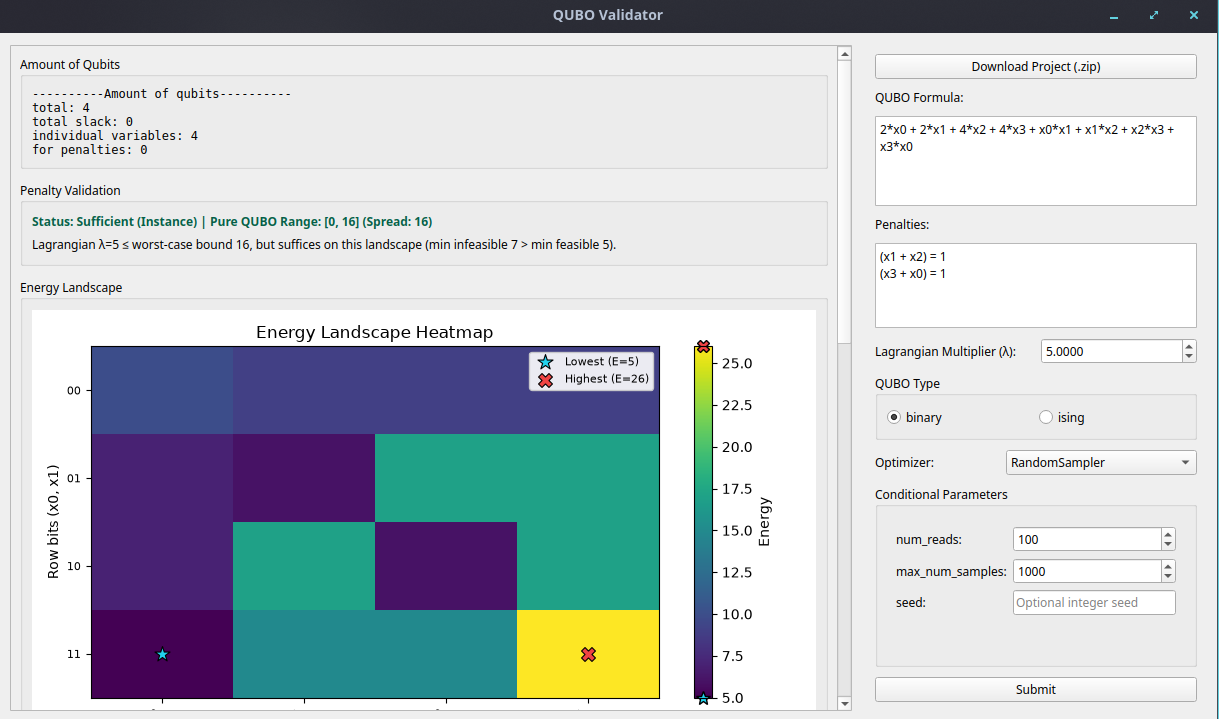 QUBO Validator
Amount of Qubits
----------Amount of qubits----------
total: 4
total slack: 0
individual variables: 4
for penalties: 0
Penalty Validation
Status: Sufficient (Instance) | Pure QUBO Range: [0, 16] (Spread: 16)
Lagrangian λ=5 ≤ worst-case bound 16, but suffices on this landscape (min infeasible 7 > min feasible 5).
Energy Landscape
Energy Landscape Heatmap
Lowest (E=5)
Highest (E=26)
Row bits (x0, x1)
00
01
10
11
25.0
22.5
20.0
17.5
15.0
12.5
10.0
7.5
5.0
Energy
Download Project (.zip)
QUBO Formula:
2*x0 + 2*x1 + 4*x2 + 4*x3 + x0*x1 + x1*x2 + x2*x3 +
x3*x0
Penalties:
(x1 + x2) = 1
(x3 + x0) = 1
Lagrangian Multiplier (λ):
5.0000
QUBO Type
binary
ising
Optimizer:
RandomSampler
Conditional Parameters
num_reads:
100
max_num_samples:
1000
seed:
Optional integer seed
Submit